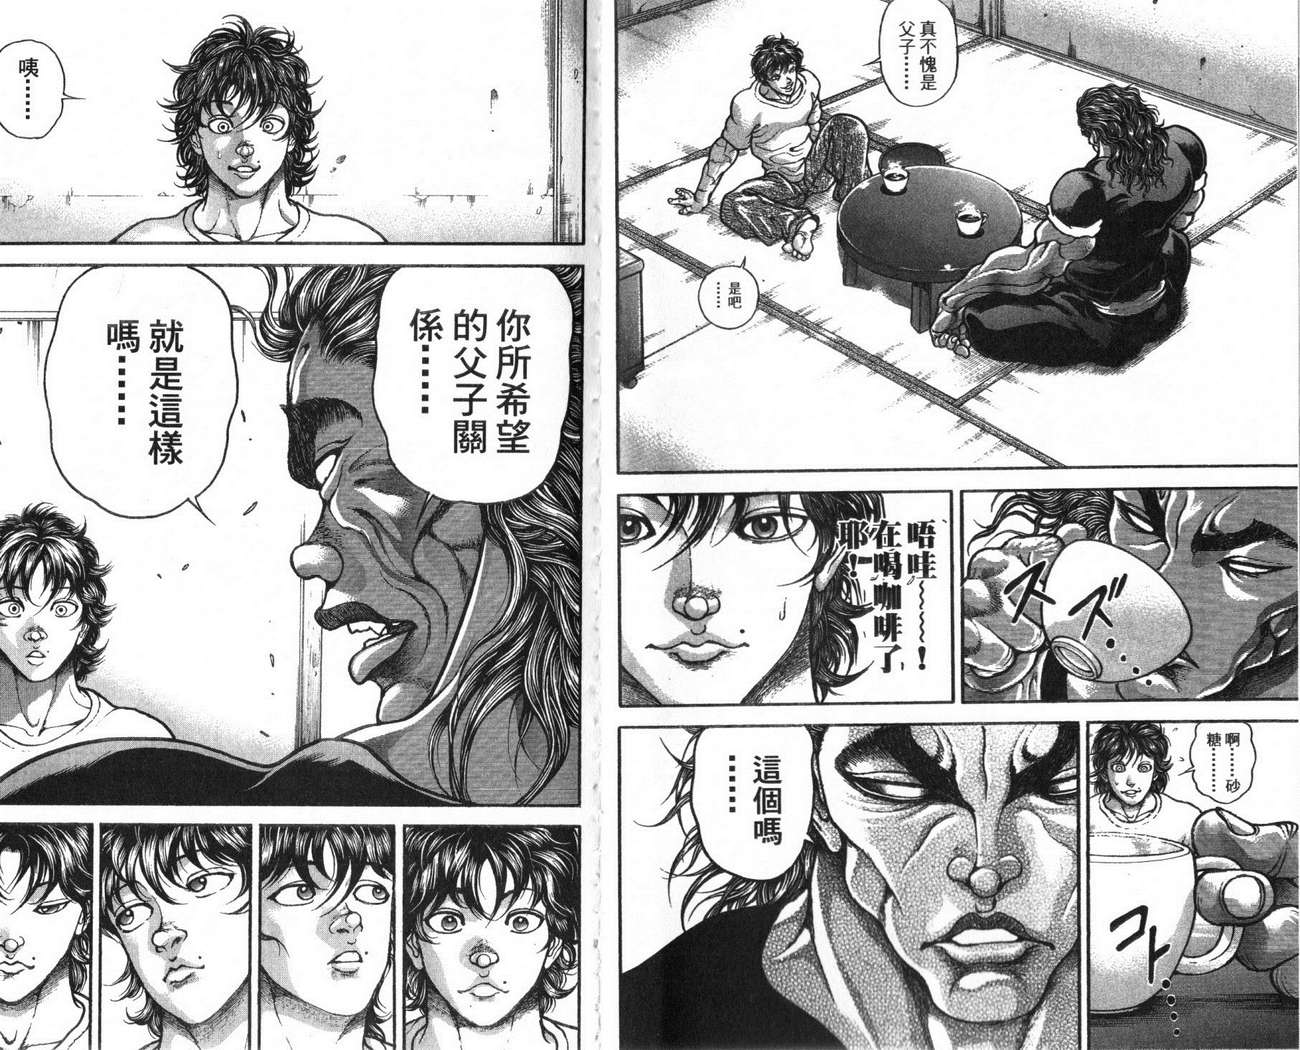 真不愧是
父子⋯⋯
是吧
⋯⋯
ズズ⋯
唔哇~~~!
在喝咖啡了
耶!
啊⋯⋯砂
糖⋯⋯
コト⋯⋯
這個嗎
⋯⋯
咦⋯⋯
你所希望
的父子關
係⋯⋯
就是這樣
嗎⋯⋯